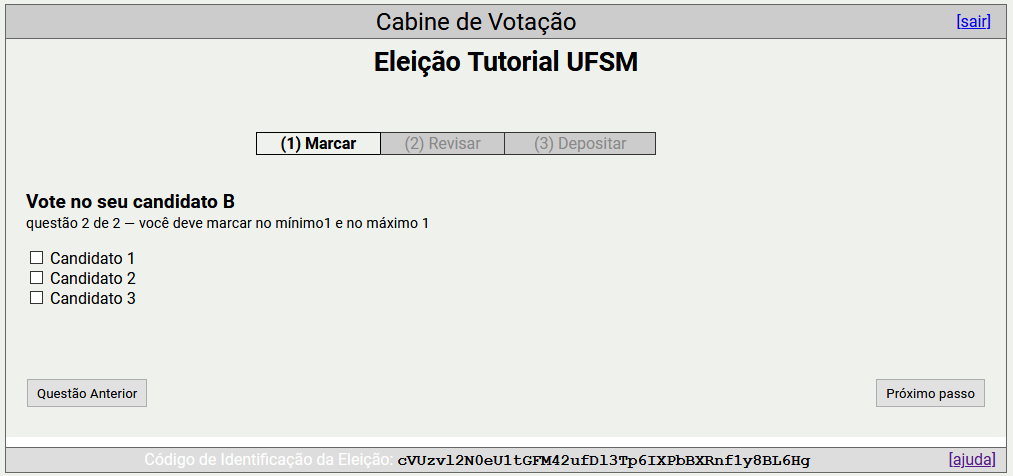 Cabine de Votação [sair]
Eleição Tutorial UFSM
(1) Marcar (2) Revisar (3) Depositar
Vote no seu candidato B
questão 2 de 2 — você deve marcar no mínimo1 e no máximo 1
Candidato 1
Candidato 2
Candidato 3
Questão Anterior Próximo passo
Código de Identificação da Eleição: cVUzvl2N0eU1tGFM42ufDl3Tp6IXPbBXRnf1y8BL6Hg [ajuda]